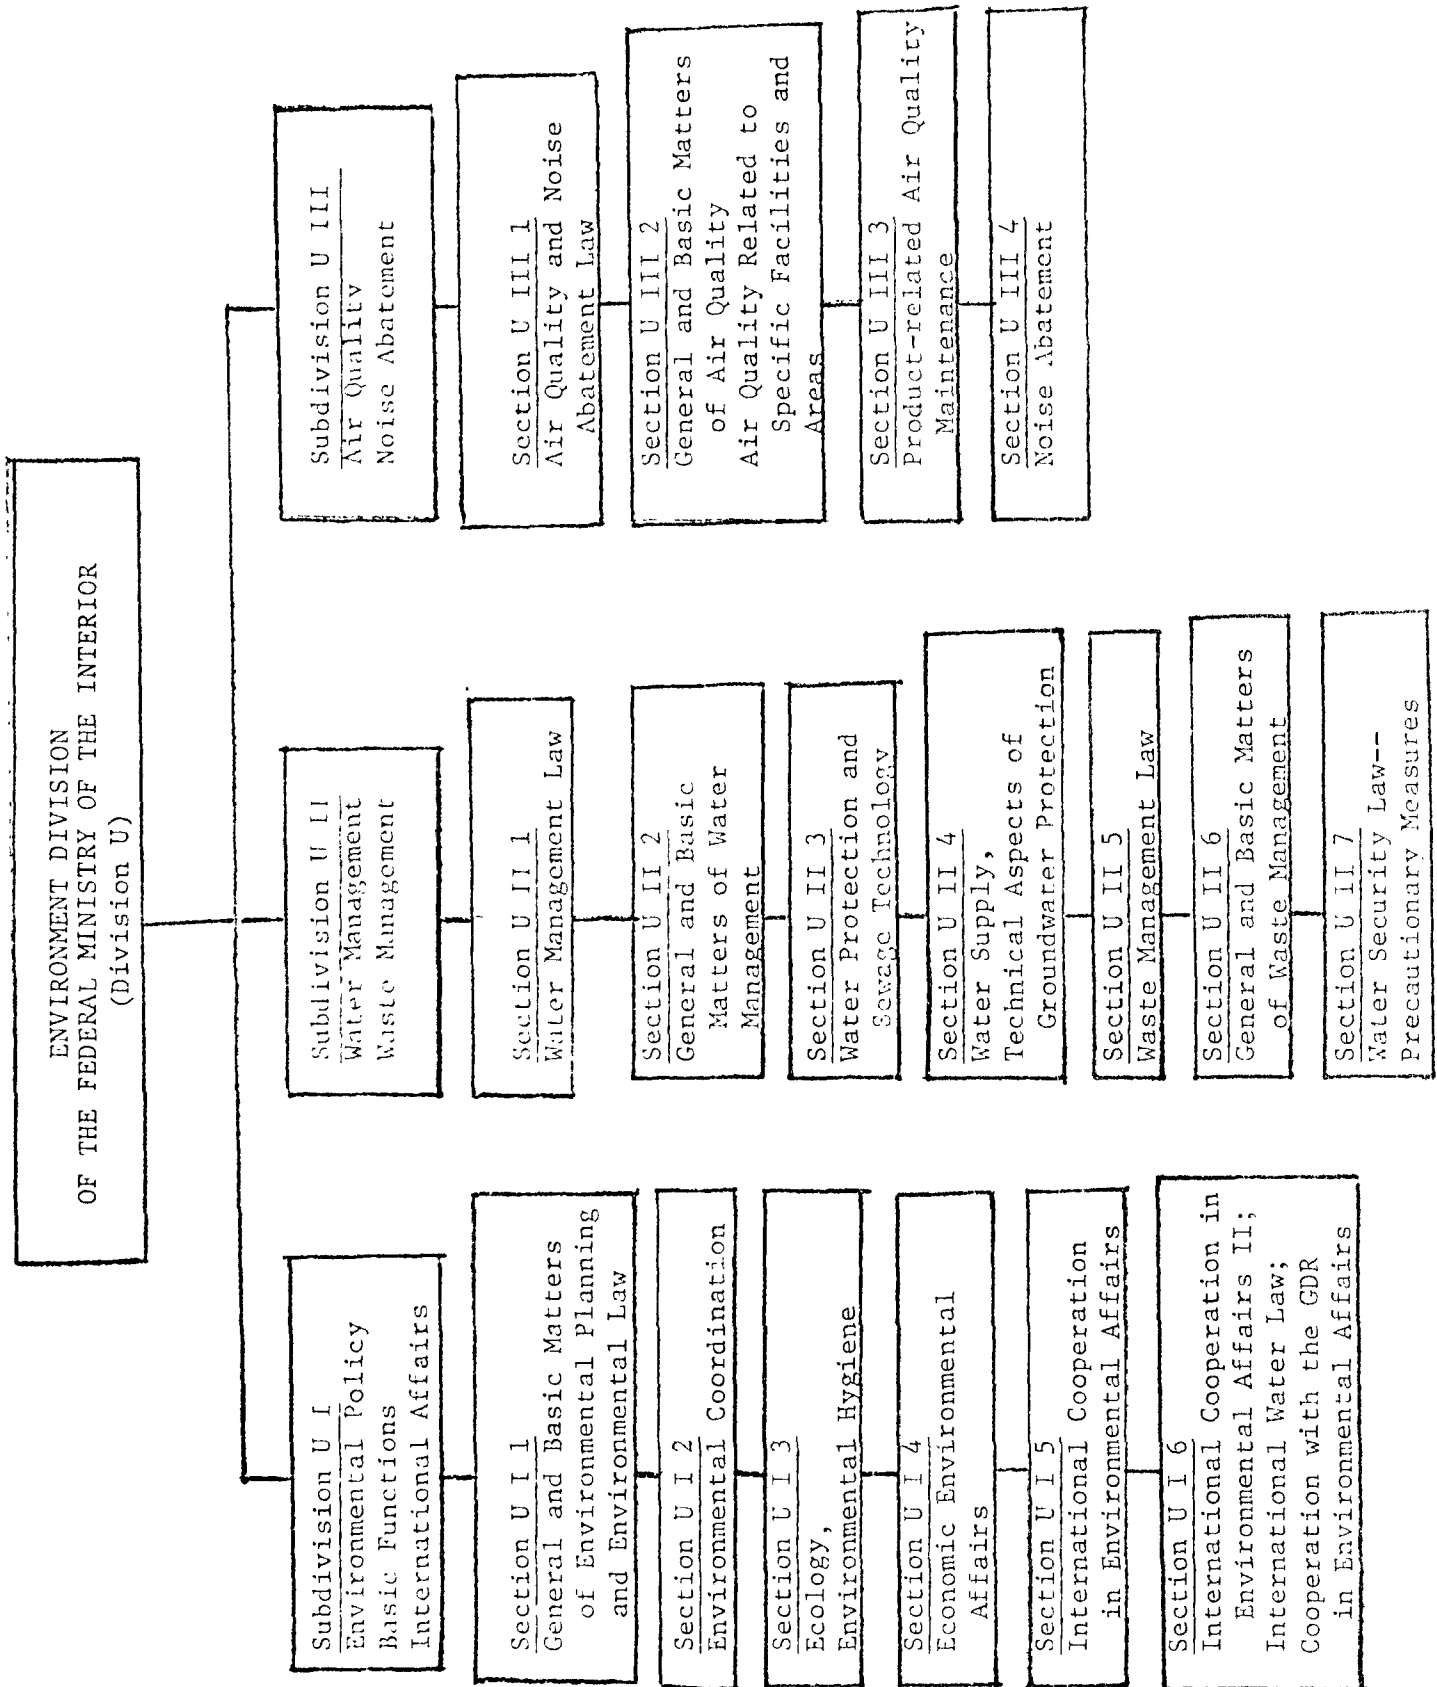 ENVIRONMENT DIVISION
OF THE FEDERAL MINISTRY OF THE INTERIOR
(Division U)
Subdivision U I
Environmental Policy
Basic Functions
International Affairs
Section U I 1
General and Basic Matters
of Environmental Planning
and Environmental Law
Section U I 2
Environmental Coordination
Section U I 3
Ecology,
Environmental Hygiene
Section U I 4
Economic Environmental
Affairs
Section U I 5
International Cooperation
in Environmental Affairs
Section U I 6
International Cooperation in
Environmental Affairs II;
International Water Law;
Cooperation with the GDR
in Environmental Affairs
Subdivision U II
Water Management
Waste Management
Section U II 1
Water Management Law
Section U II 2
General and Basic
Matters of Water
Management
Section U II 3
Water Protection and
Sewage Technology
Section U II 4
Water Supply,
Technical Aspects of
Groundwater Protection
Section U II 5
Waste Management Law
Section U II 6
General and Basic Matters
of Waste Management
Section U II 7
Water Security Law--
Precautionary Measures
Subdivision U III
Air Quality
Noise Abatement
Section U III 1
Air Quality and Noise
Abatement Law
Section U III 2
General and Basic Matters
of Air Quality
Air Quality Related to
Specific Facilities and
Areas
Section U III 3
Product-related Air Quality
Maintenance
Section U III 4
Noise Abatement